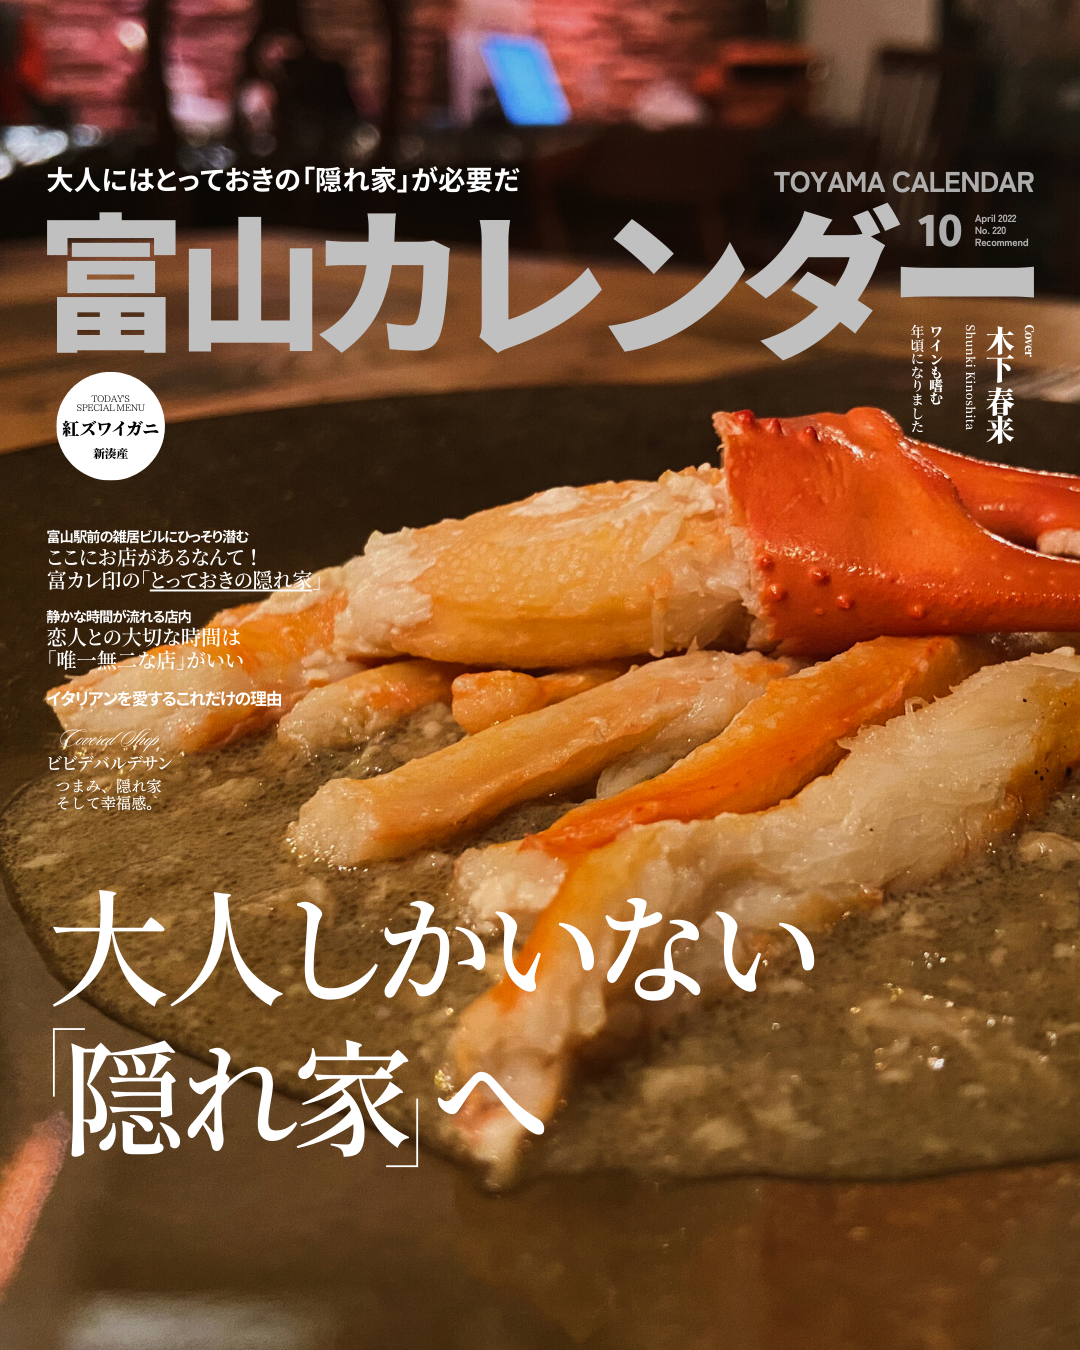 大人にはとっておきの「隠れ家」が必要だ
TOYAMA CALENDAR
富山カレンダー
10
April 2022
No. 220
Recommend
Cover
木下春来
Shunki Kinoshita
ワインも嗜む
年頃になりました
TODAY'S
SPECIAL MENU
紅ズワイガニ
新湊産
富山駅前の雑居ビルにひっそり潜む
ここにお店があるなんて！
富カレ印の「とっておきの隠れ家」
静かな時間が流れる店内
恋人との大切な時間は
「唯一無二な店」がいい
イタリアンを愛するこれだけの理由
Covered Shop
ビビデバルデサン
つまみ、隠れ家
そして幸福感。
大人しかいない
「隠れ家」へ